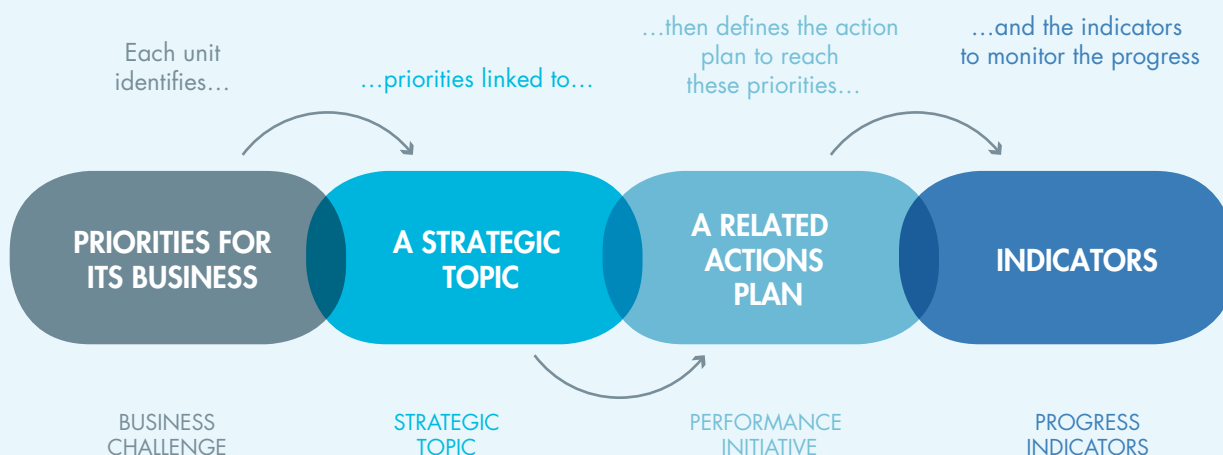 Each unit
identifies…
…priorities linked to…
…then defines the action
plan to reach
these priorities…
…and the indicators
to monitor the progress
PRIORITIES FOR
ITS BUSINESS
A STRATEGIC
TOPIC
A RELATED
ACTIONS
PLAN
INDICATORS
BUSINESS
CHALLENGE
STRATEGIC
TOPIC
PERFORMANCE
INITIATIVE
PROGRESS
INDICATORS